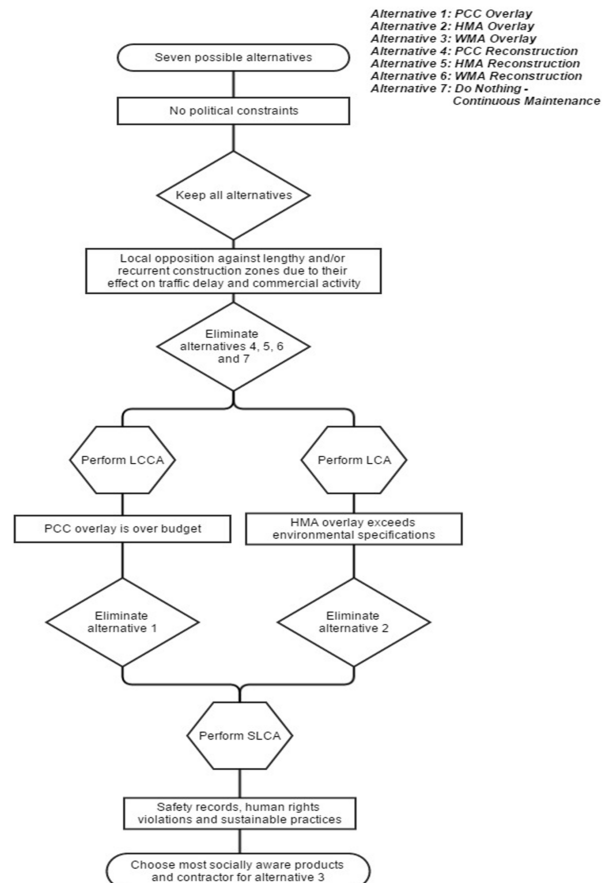 Alternative 1: PCC Overlay
Alternative 2: HMA Overlay
Alternative 3: WMA Overlay
Alternative 4: PCC Reconstruction
Alternative 5: HMA Reconstruction
Alternative 6: WMA Reconstruction
Alternative 7: Do Nothing -
Continuous Maintenance
Seven possible alternatives
No political constraints
Keep all alternatives
Local opposition against lengthy and/or
recurrent construction zones due to their
effect on traffic delay and commercial activity
Eliminate
alternatives 4, 5, 6
and 7
Perform LCCA
Perform LCA
PCC overlay is over budget
HMA overlay exceeds
environmental specifications
Eliminate
alternative 1
Eliminate
alternative 2
Perform SLCA
Safety records, human rights
violations and sustainable practices
Choose most socially aware products
and contractor for alternative 3